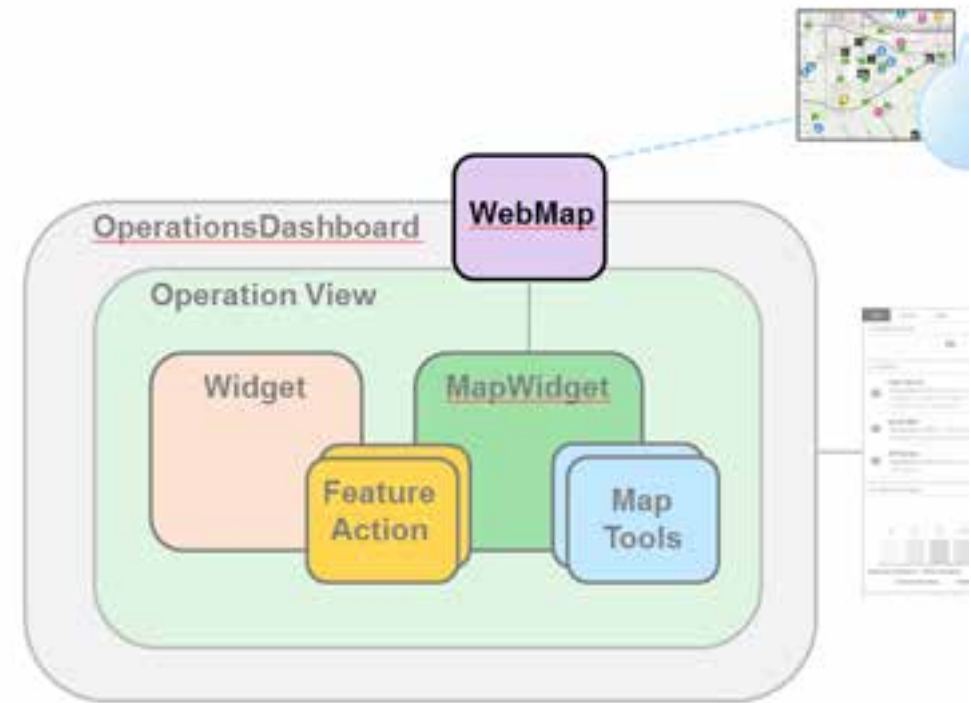 WebMap
OperationsDashboard
Operation View
Widget
MapWidget
Feature
Action
Map
Tools